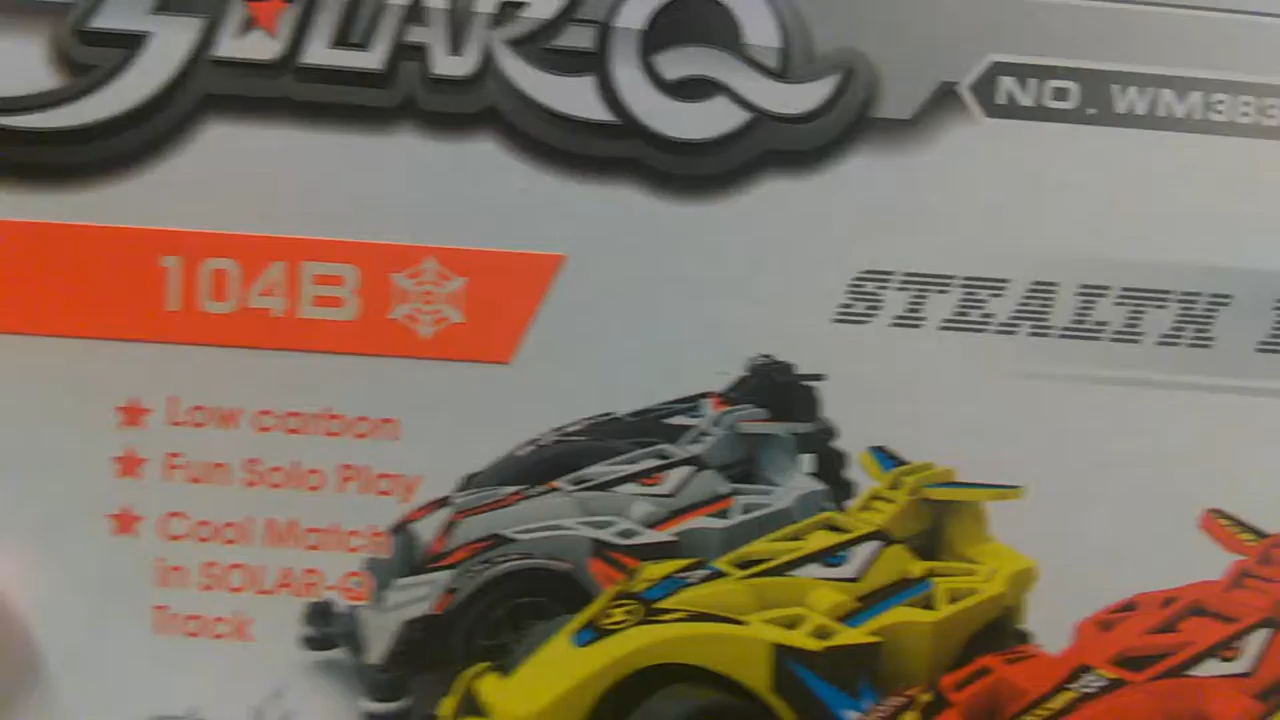 SOLAR-Q
NO. WM383
104B
STEALTH
★ Low carbon
★ Fun Solo Play
★ Cool Match
in SOLAR-Q
Track